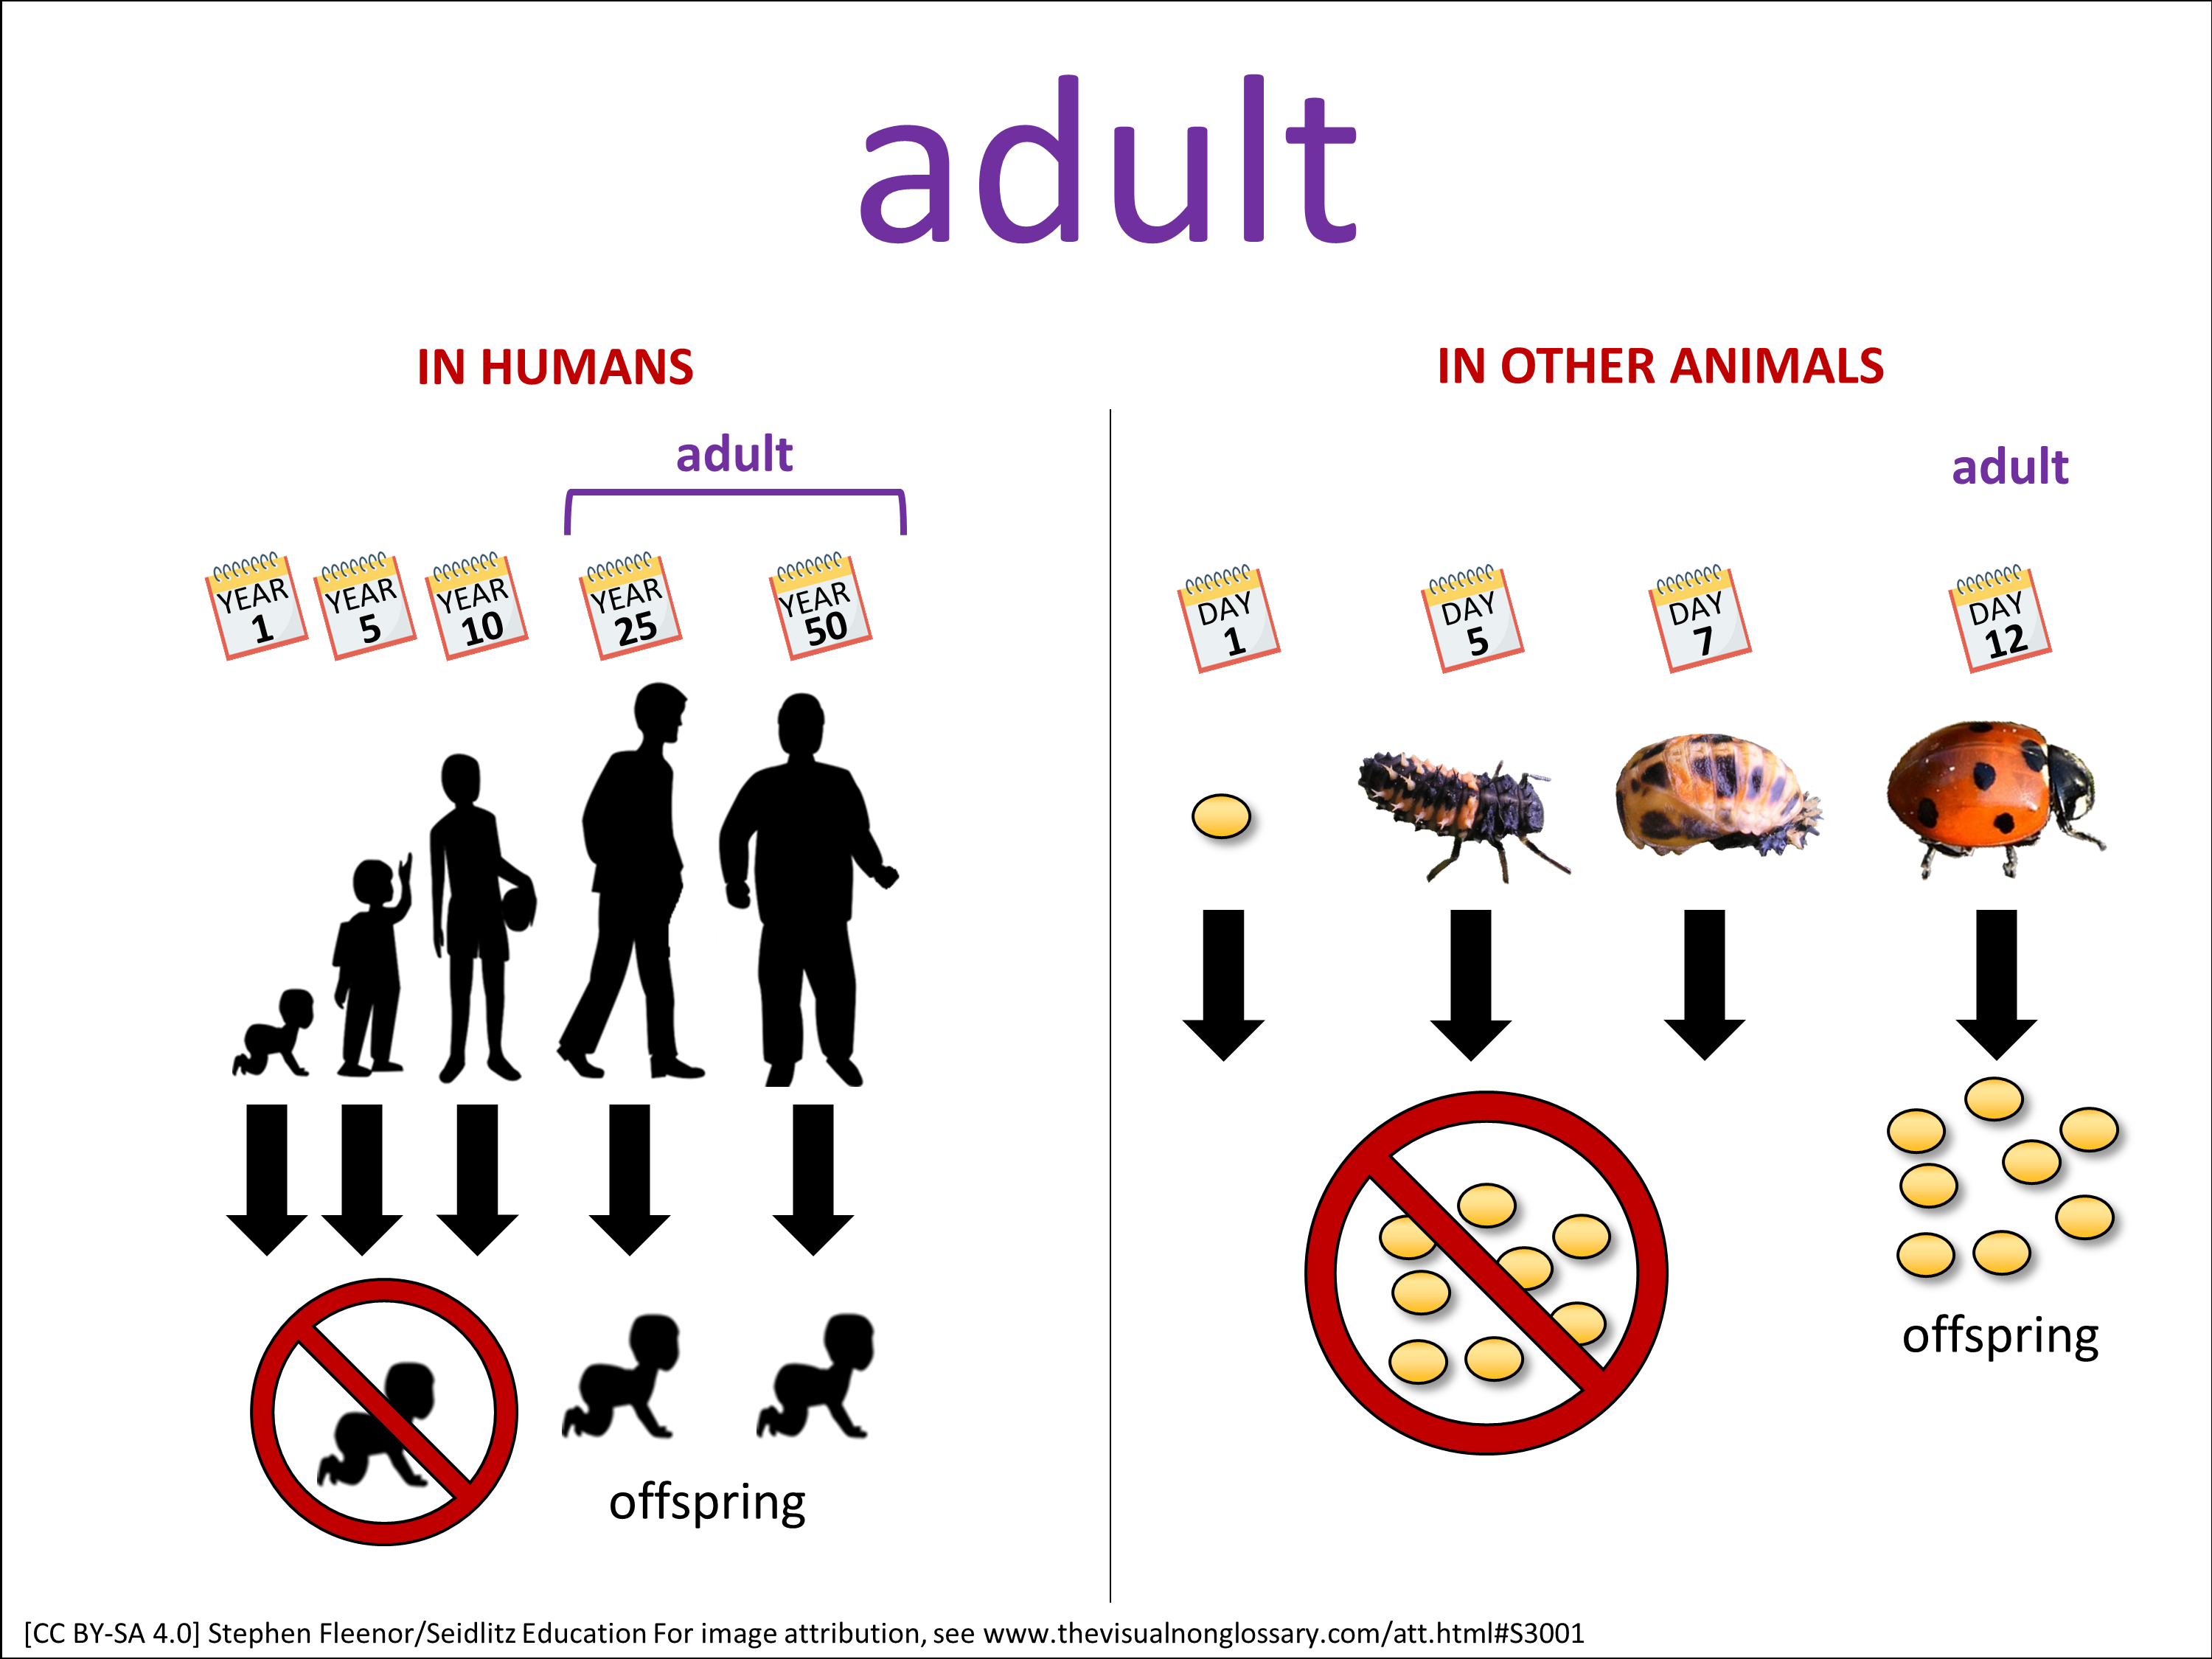 adult
IN HUMANS
adult
YEAR
1
YEAR
5
YEAR
10
YEAR
25
YEAR
50
offspring
IN OTHER ANIMALS
adult
DAY
1
DAY
5
DAY
7
DAY
12
offspring
[CC BY-SA 4.0] Stephen Fleenor/Seidlitz Education For image attribution, see www.thevisualnonglossary.com/att.html#S3001